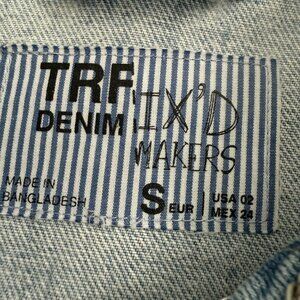 TRF
DENIM
IX'D
MAKERS
MADE IN
BANGLADESH
S EUR
USA 02
MEX 24